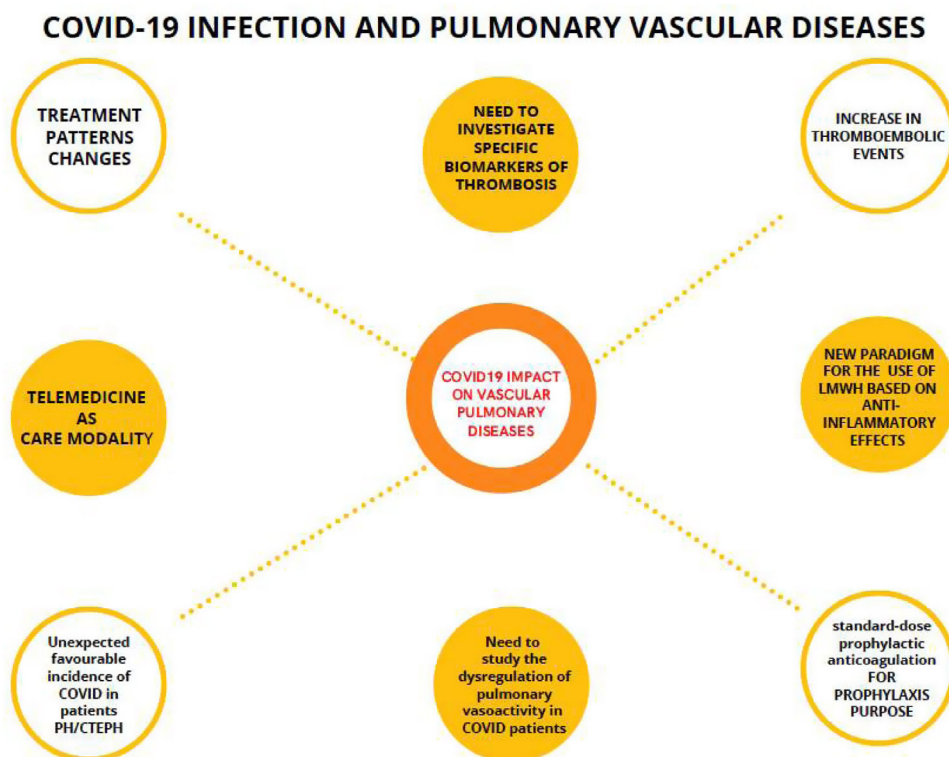 COVID-19 INFECTION AND PULMONARY VASCULAR DISEASES
TREATMENT
PATTERNS
CHANGES
NEED TO
INVESTIGATE
SPECIFIC
BIOMARKERS OF
THROMBOSIS
INCREASE IN
THROMBOEMBOLIC
EVENTS
TELEMEDICINE
AS
CARE MODALITY
COVID19 IMPACT
ON VASCULAR
PULMONARY
DISEASES
NEW PARADIGM
FOR THE USE OF
LMWH BASED ON
ANTI-
INFLAMMATORY
EFFECTS
Unexpected
favourable
incidence of
COVID in
patients
PH/CTEPH
Need to
study the
dysregulation of
pulmonary
vasoactivity in
COVID patients
standard-dose
prophylactic
anticoagulation
FOR
PROPHYLAXIS
PURPOSE